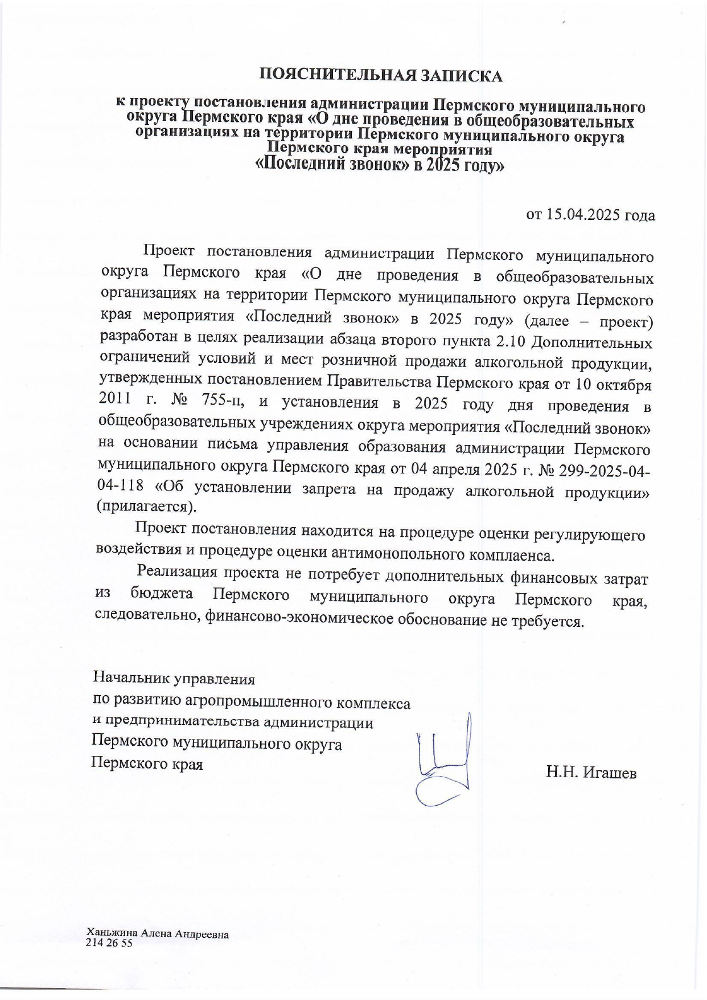 ПОЯСНИТЕЛЬНАЯ ЗАПИСКА
к проекту постановления администрации Пермского муниципального
округа Пермского края «О дне проведения в общеобразовательных
организациях на территории Пермского муниципального округа
Пермского края мероприятия
«Последний звонок» в 2025 году»
от 15.04.2025 года
Проект постановления администрации Пермского муниципального
округа Пермского края «О дне проведения в общеобразовательных
организациях на территории Пермского муниципального округа Пермского
края мероприятия «Последний звонок» в 2025 году» (далее – проект)
разработан в целях реализации абзаца второго пункта 2.10 Дополнительных
ограничений условий и мест розничной продажи алкогольной продукции,
утвержденных постановлением Правительства Пермского края от 10 октября
2011 г. № 755-п, и установления в 2025 году дня проведения в
общеобразовательных учреждениях округа мероприятия «Последний звонок»
на основании письма управления образования администрации Пермского
муниципального округа Пермского края от 04 апреля 2025 г. № 299-2025-04-
04-118 «Об установлении запрета на продажу алкогольной продукции»
(прилагается).
Проект постановления находится на процедуре оценки регулирующего
воздействия и процедуре оценки антимонопольного комплаенса.
Реализация проекта не потребует дополнительных финансовых затрат
из бюджета Пермского муниципального округа Пермского края,
следовательно, финансово-экономическое обоснование не требуется.
Начальник управления
по развитию агропромышленного комплекса
и предпринимательства администрации
Пермского муниципального округа
Пермского края
Н.Н. Игашев
Ханьжина Алена Андреевна
214 26 55